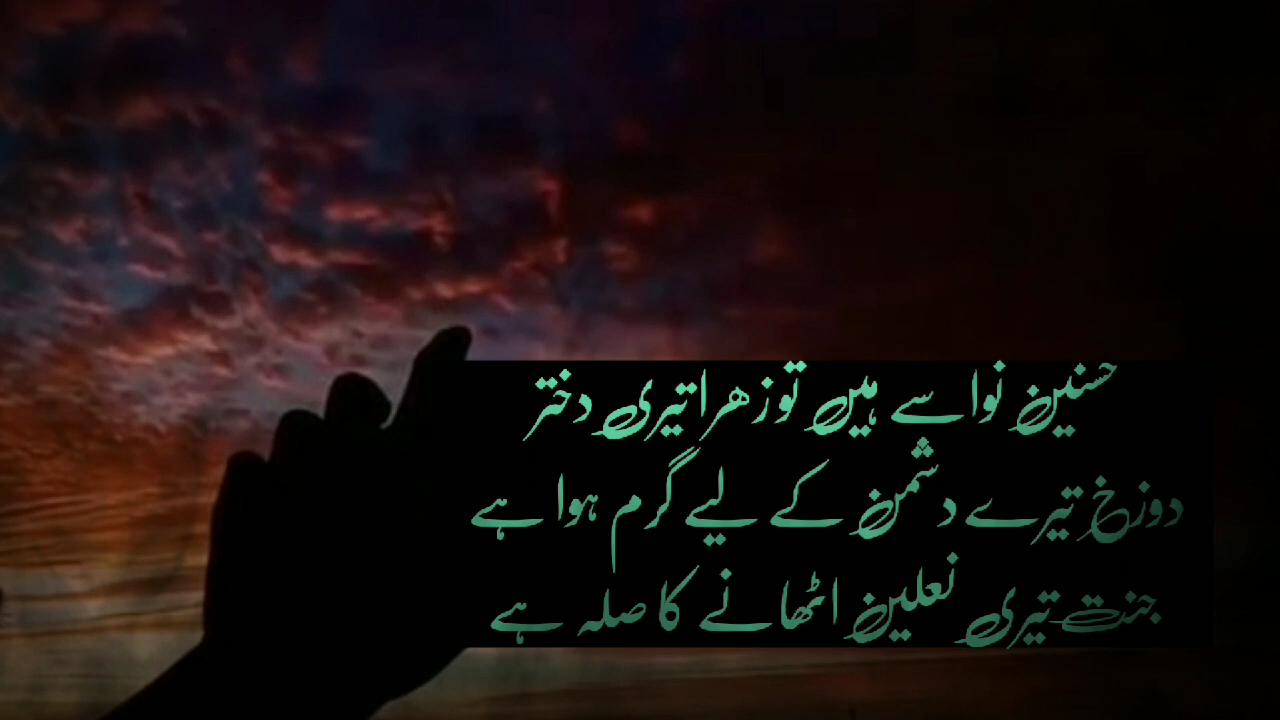 حسنین نواسے ہیں تو زھرا تیری دختر
دوزخ تیرے دشمن کے لیے گرم ہوا ہے
جنت تیری نعلین اٹھانے کا صلہ ہے